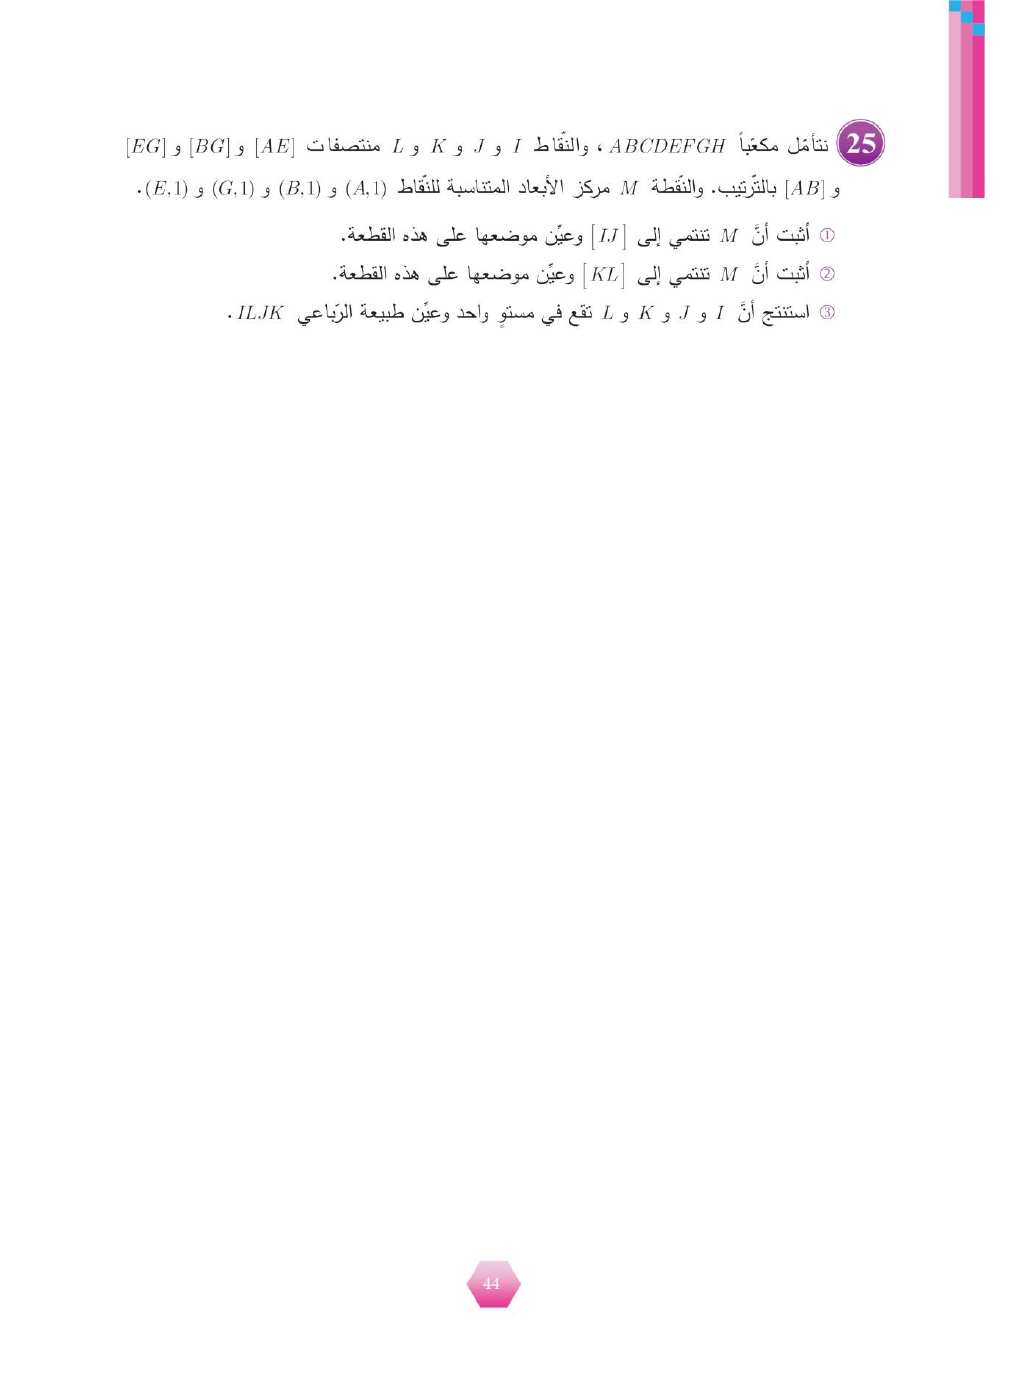 25 نتأمّل مكعّباً ABCDEFGH ، والنّقاط I و J و K و L منتصفات [AE] و [BG] و [EG]
و [AB] بالتّرتيب. والنّقطة M مركز الأبعاد المتناسبة للنّقاط (A,1) و (B,1) و (G,1) و (E,1).
① أثبت أنَّ M تنتمي إلى [IJ] وعيِّن موضعها على هذه القطعة.
② أثبت أنَّ M تنتمي إلى [KL] وعيِّن موضعها على هذه القطعة.
③ استنتج أنَّ I و J و K و L تقع في مستوٍ واحد وعيِّن طبيعة الرّباعي ILJK .
44